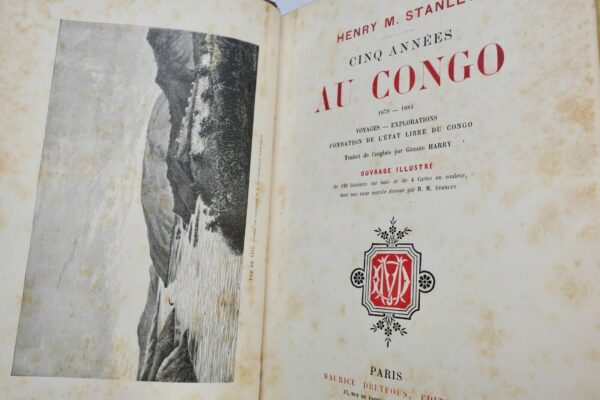 HENRY M. STANLEY
CINQ ANNÉES
AU CONGO
1879 — 1884
VOYAGES — EXPLORATIONS
FONDATION DE L'ÉTAT LIBRE DU CONGO
Traduit de l'anglais par Gérard HARRY
OUVRAGE ILLUSTRÉ
de 120 Gravures sur bois et de 4 Cartes en couleur,
dont une carte murale dressée par H. M. STANLEY
PARIS
MAURICE DREYFOUS,